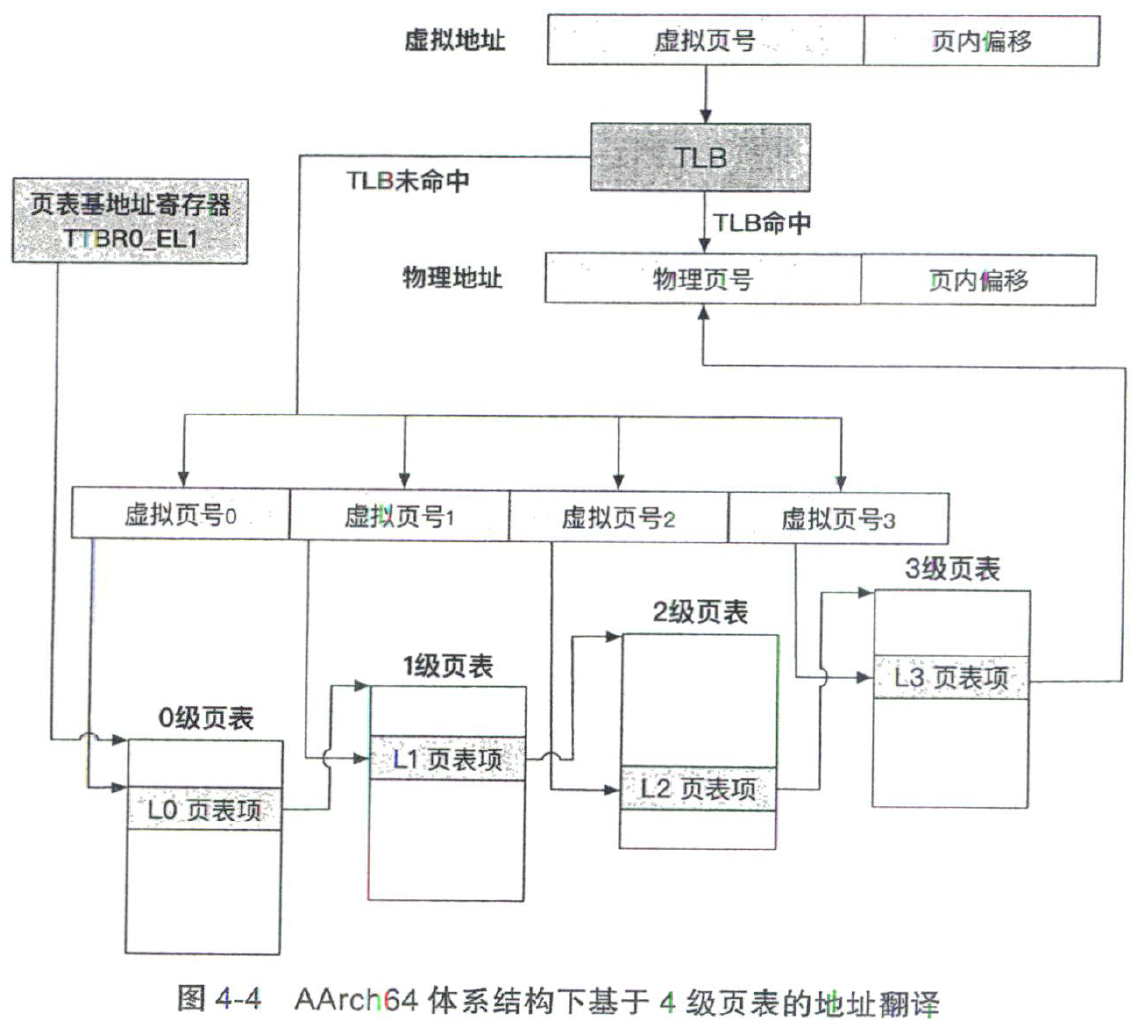 虚拟地址 虚拟页号 页内偏移
TLB
TLB未命中
页表基地址寄存器
TTBR0_EL1
TLB命中
物理地址 物理页号 页内偏移
虚拟页号0 虚拟页号1 虚拟页号2 虚拟页号3
3级页表
2级页表
1级页表
L3 页表项
0级页表
L1 页表项
L2 页表项
L0 页表项
图 4-4 AArch64 体系结构下基于 4 级页表的地址翻译